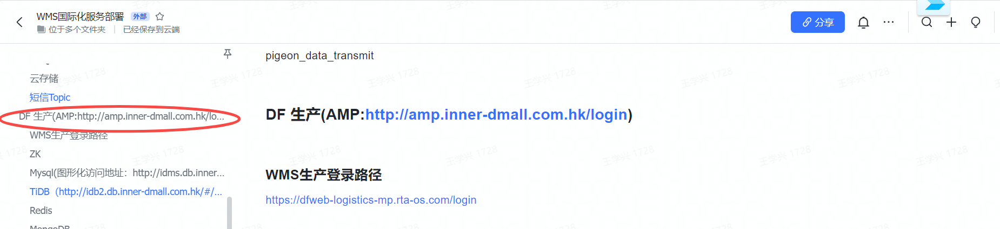 WMS国际化服务部署 外部
位于多个文件夹 | 已经保存到云端
分享
云存储
短信Topic
DF 生产(AMP:http://amp.inner-dmall.com.hk/lo...
WMS生产登录路径
ZK
Mysql(图形化访问地址：http://idms.db.inner...
TiDB（http://idb2.db.inner-dmall.com.hk/#/...
Redis
MongoDB
pigeon_data_transmit
DF 生产(AMP:http://amp.inner-dmall.com.hk/login)
WMS生产登录路径
https://dfweb-logistics-mp.rta-os.com/login
王学兴 1728